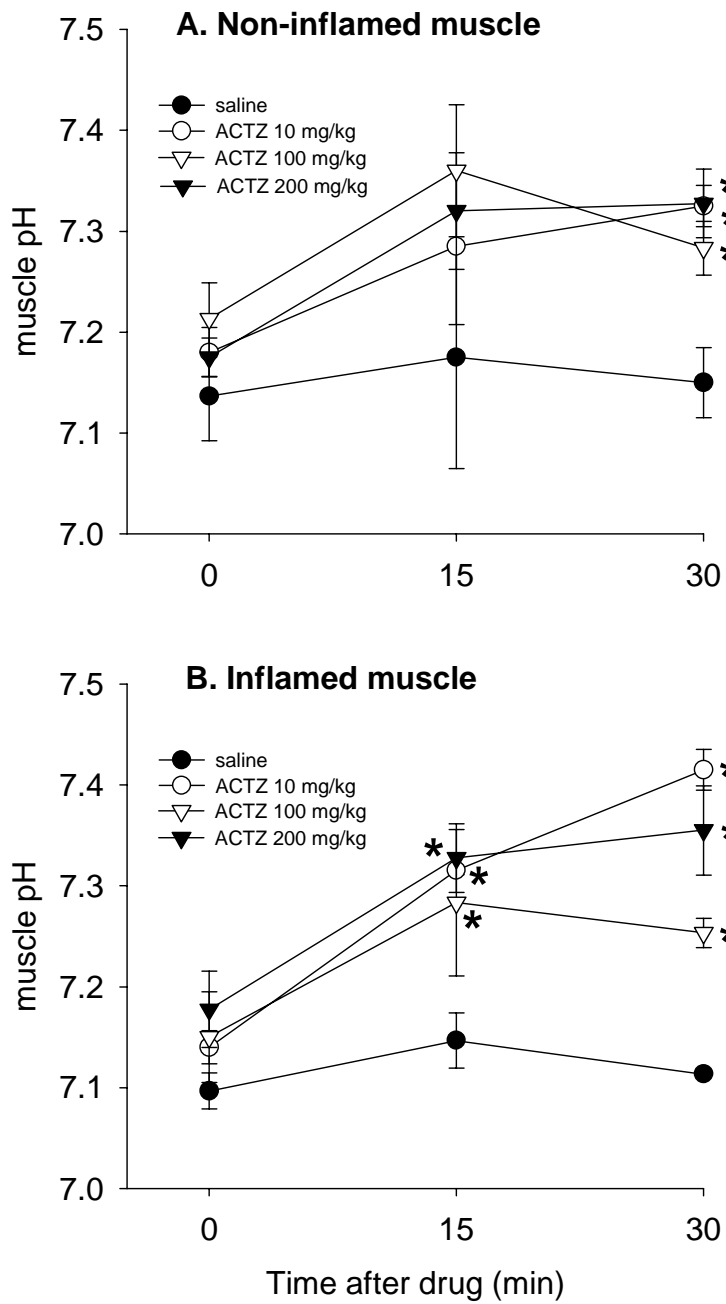 A. Non-inflamed muscle
7.5
saline
ACTZ 10 mg/kg
ACTZ 100 mg/kg
ACTZ 200 mg/kg
7.4
7.3
7.2
7.1
7.0
muscle pH
*
*
*
0 15 30
B. Inflamed muscle
7.5
saline
ACTZ 10 mg/kg
ACTZ 100 mg/kg
ACTZ 200 mg/kg
7.4
7.3
7.2
7.1
7.0
muscle pH
*
*
*
*
*
*
0 15 30
Time after drug (min)